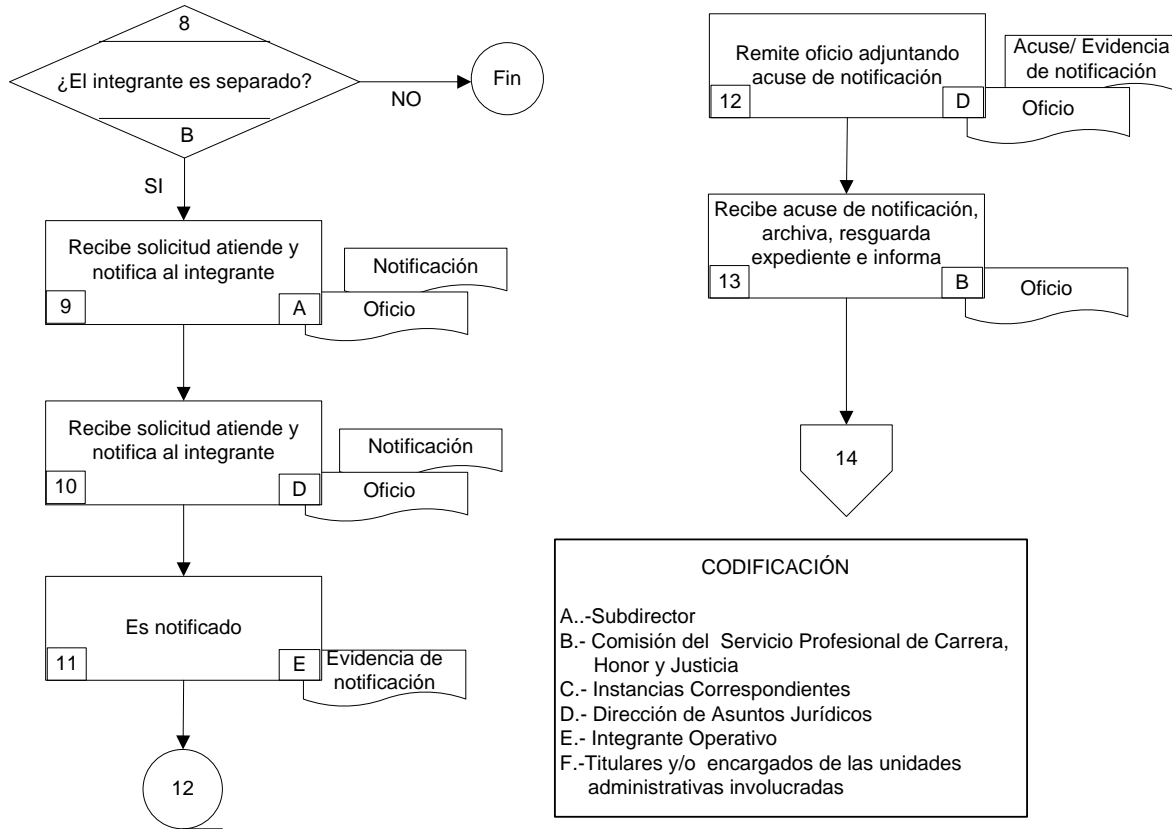 8
¿El integrante es separado?
B
NO
Fin
SI
Recibe solicitud atiende y
notifica al integrante
9
A
Notificación
Oficio
Recibe solicitud atiende y
notifica al integrante
10
D
Notificación
Oficio
Es notificado
11
E
Evidencia de
notificación
12
Remite oficio adjuntando
acuse de notificación
12
D
Acuse/ Evidencia
de notificación
Oficio
Recibe acuse de notificación,
archiva, resguarda
expediente e informa
13
B
Oficio
14
CODIFICACIÓN
A..-Subdirector
B.- Comisión del Servicio Profesional de Carrera,
Honor y Justicia
C.- Instancias Correspondientes
D.- Dirección de Asuntos Jurídicos
E.- Integrante Operativo
F.-Titulares y/o encargados de las unidades
administrativas involucradas